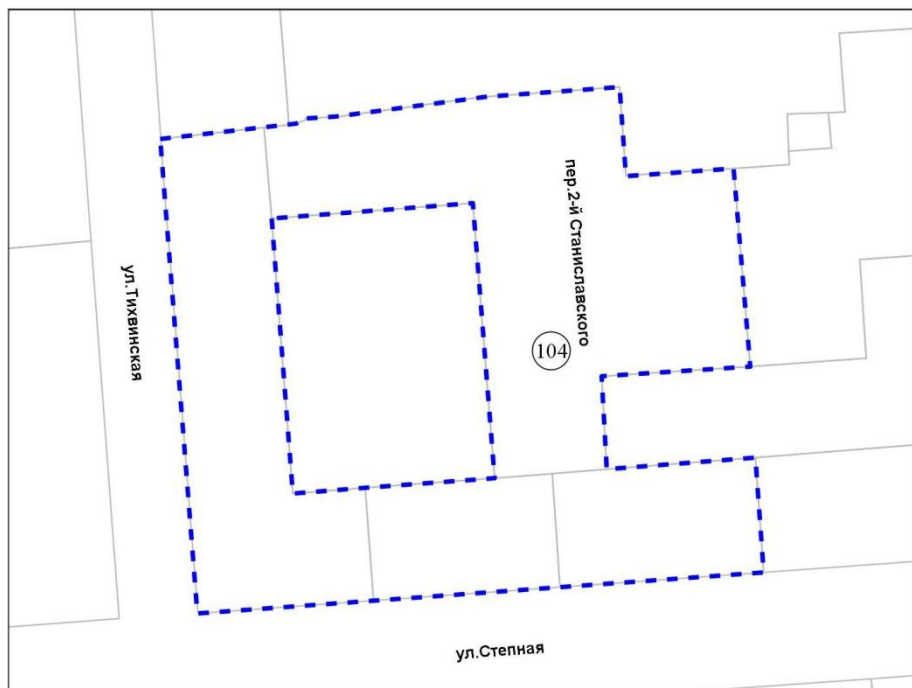 пер.2-й Станиславского
ул.Тихвинская
104
ул.Степная